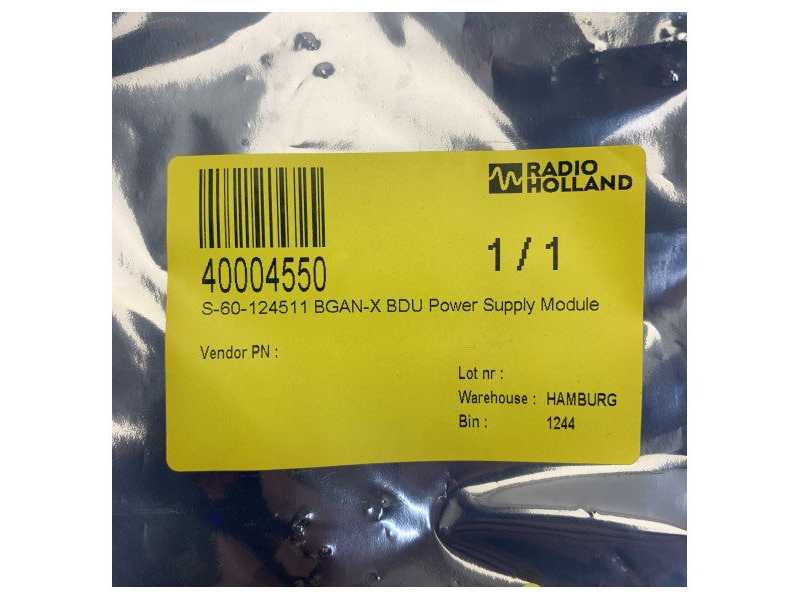 RADIO
HOLLAND
40004550
1 / 1
S-60-124511 BGAN-X BDU Power Supply Module
Vendor PN :
Lot nr :
Warehouse : HAMBURG
Bin : 1244